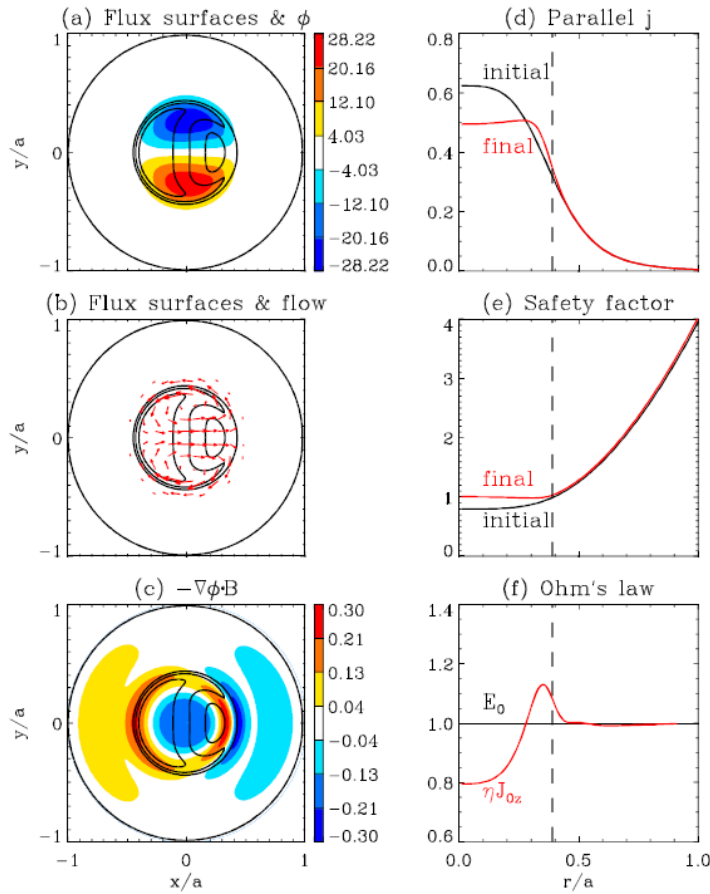 (a) Flux surfaces & ϕ
1
0
-1
y/a
-1
0
1
x/a
28.22
20.16
12.10
4.03
-4.03
-12.10
-20.16
-28.22
(d) Parallel j
0.8
0.6
0.4
0.2
0.0
initial
final
(b) Flux surfaces & flow
1
0
-1
y/a
(e) Safety factor
4
3
2
1
0
final
initial
(c) −∇ϕ·B
1
0
-1
y/a
-1
0
1
x/a
0.30
0.21
0.13
0.04
-0.04
-0.13
-0.21
-0.30
(f) Ohm's law
1.4
1.2
1.0
0.8
0.6
E₀
ηJ₀z
0.0
0.5
1.0
r/a